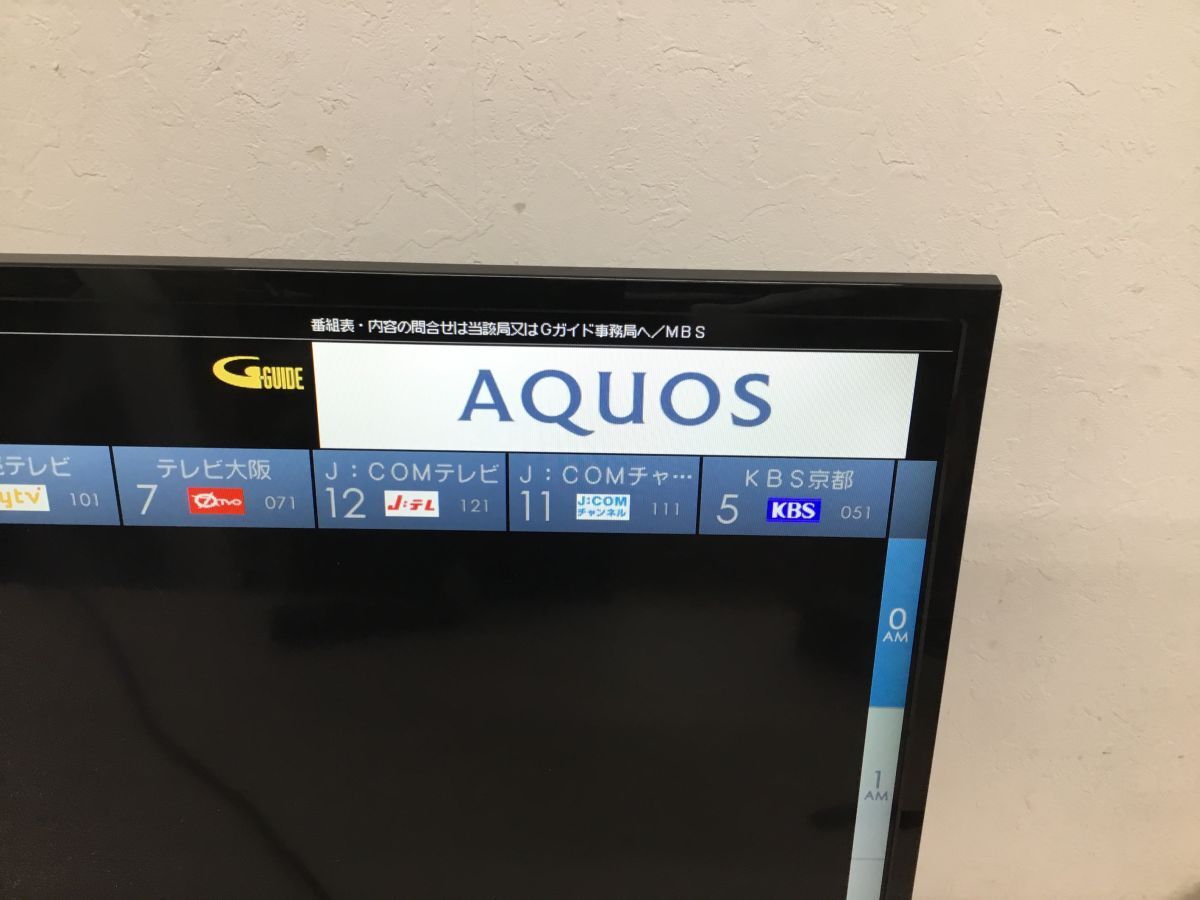 番組表・内容の問合せは当該局又はGガイド事務局へ／MBS
G-GUIDE
AQUOS
テレビ
ytv 101
テレビ大阪
7 TVO 071
J：COMテレビ
12 J:テレ 121
J：COMチャ…
11 J:COM チャンネル 111
KBS京都
5 KBS 051
0
AM
1
AM